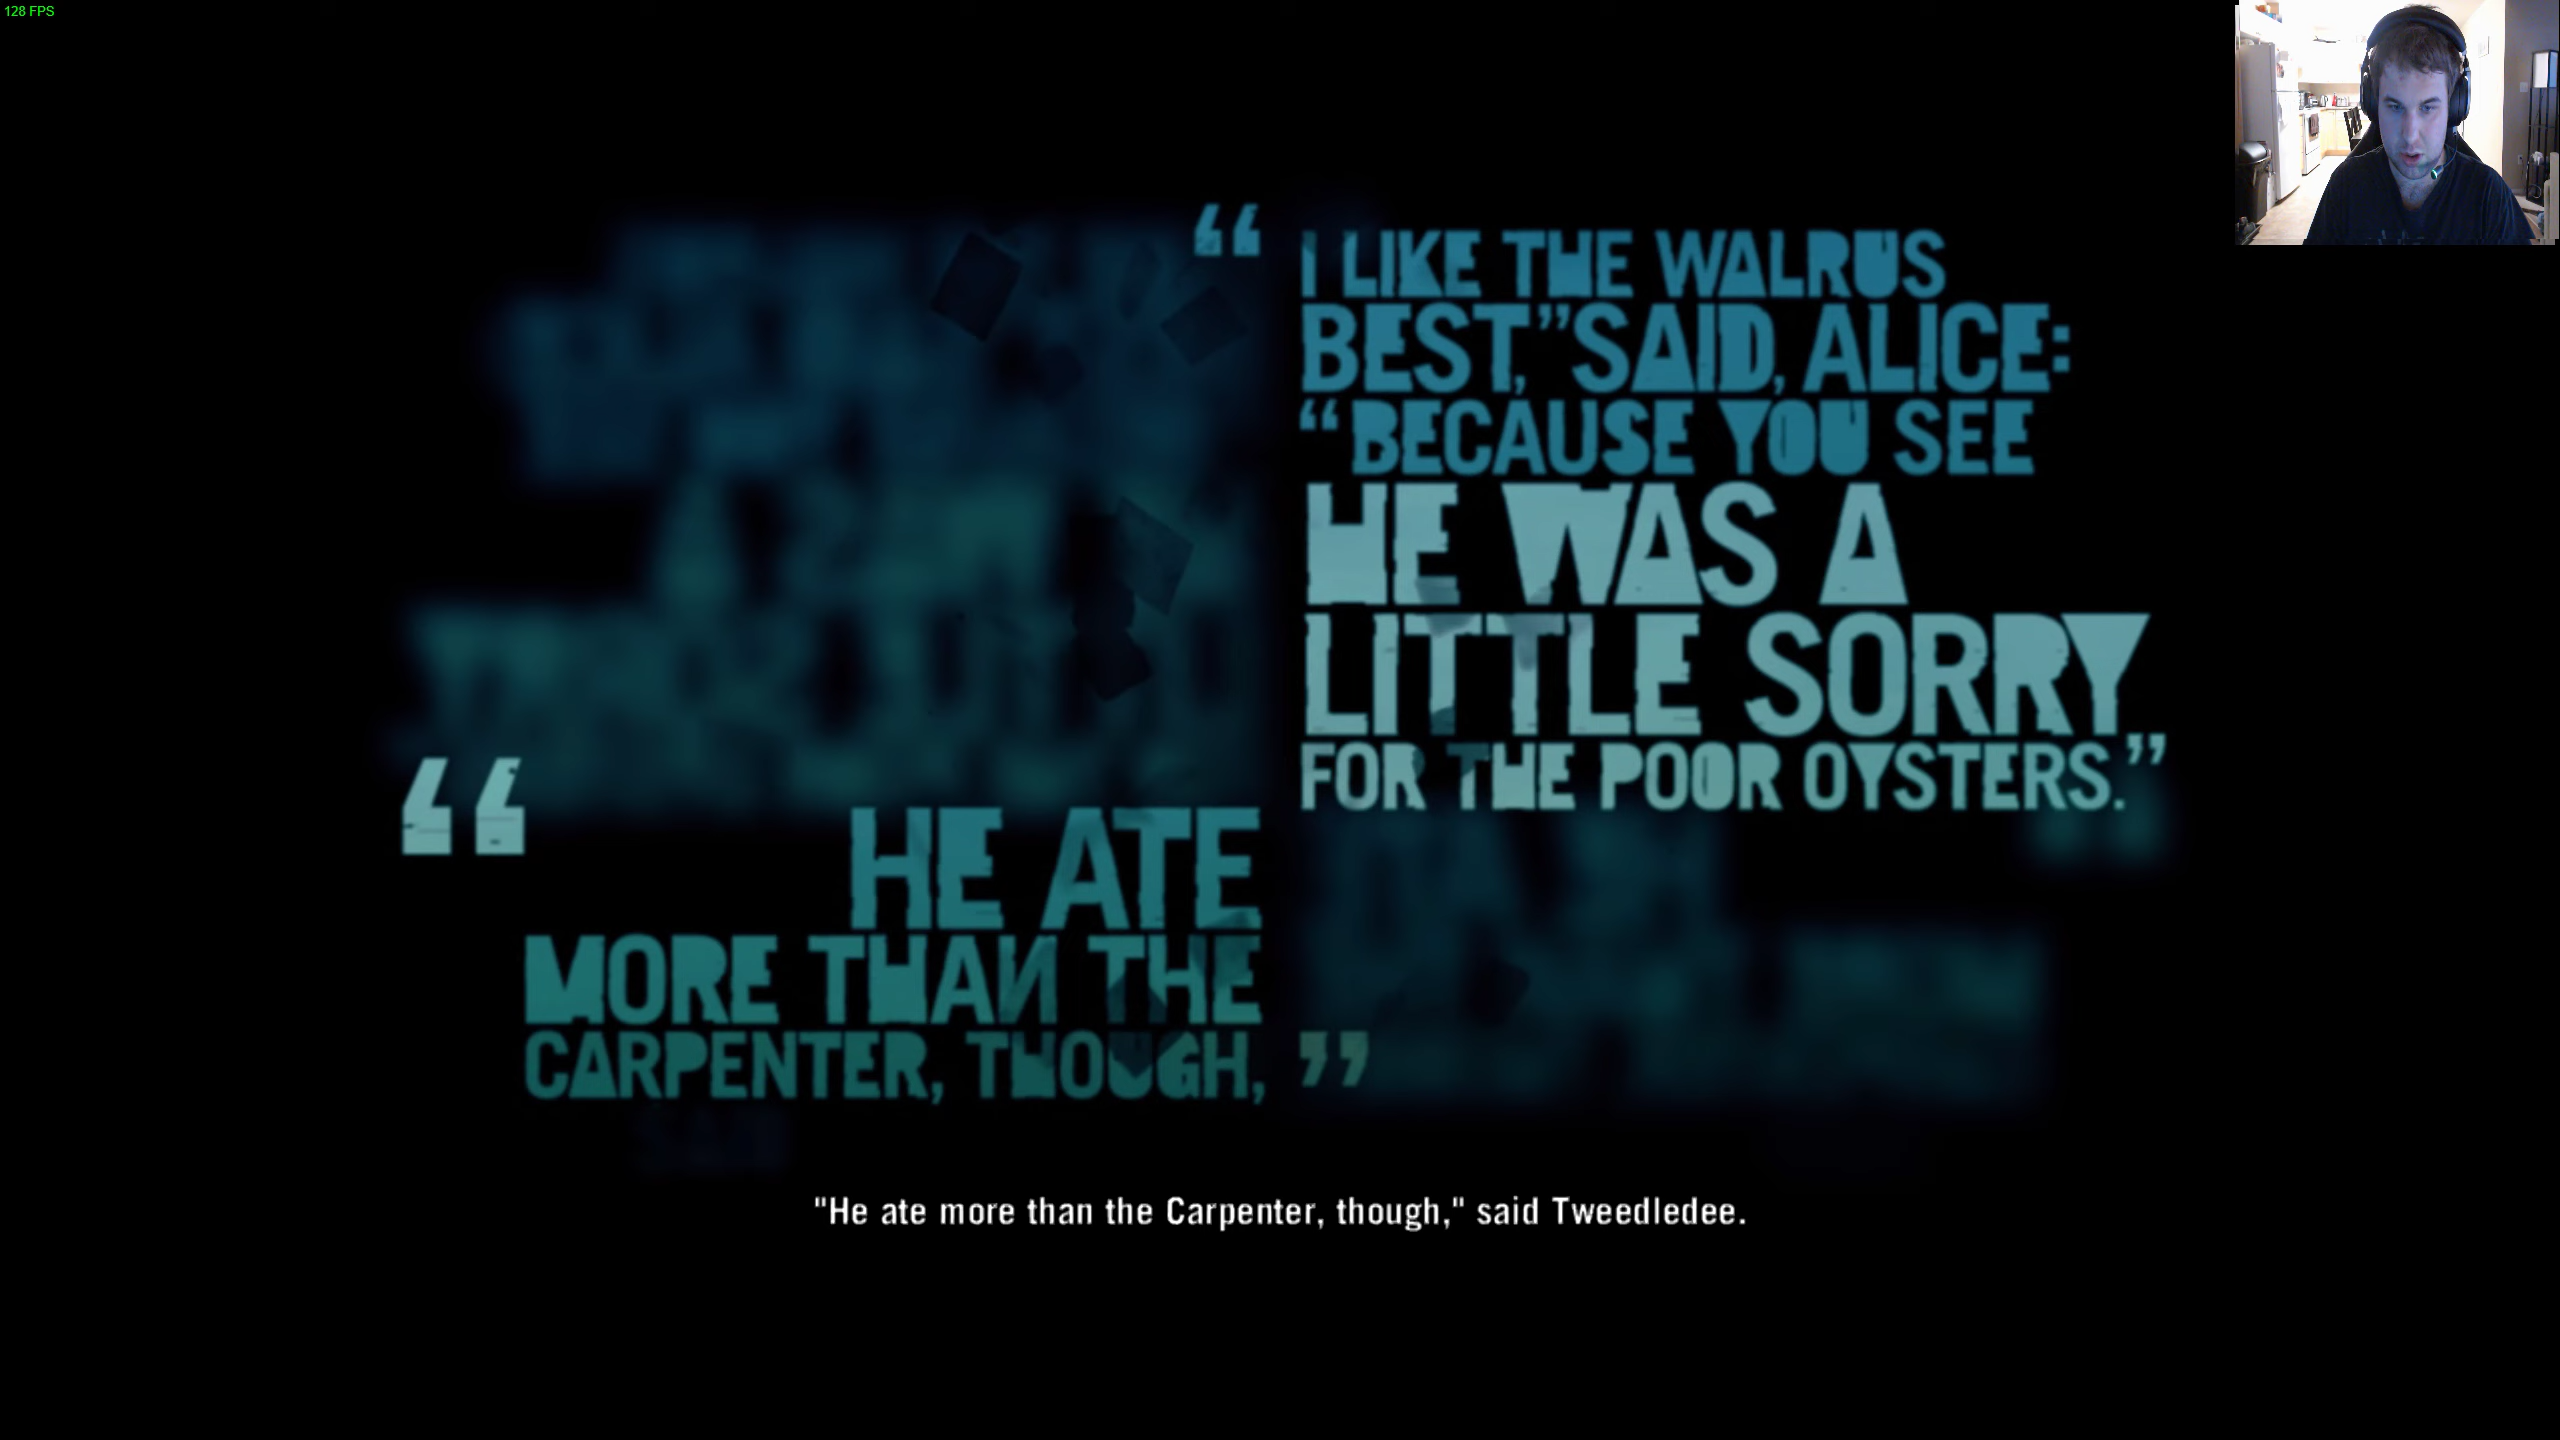 128 FPS
“ I LIKE THE WALRUS
BEST,” SAID, ALICE:
“BECAUSE YOU SEE
HE WAS A
LITTLE SORRY
FOR THE POOR OYSTERS.”
“ HE ATE
MORE THAN THE
CARPENTER, THOUGH, ”
SAID
"He ate more than the Carpenter, though," said Tweedledee.